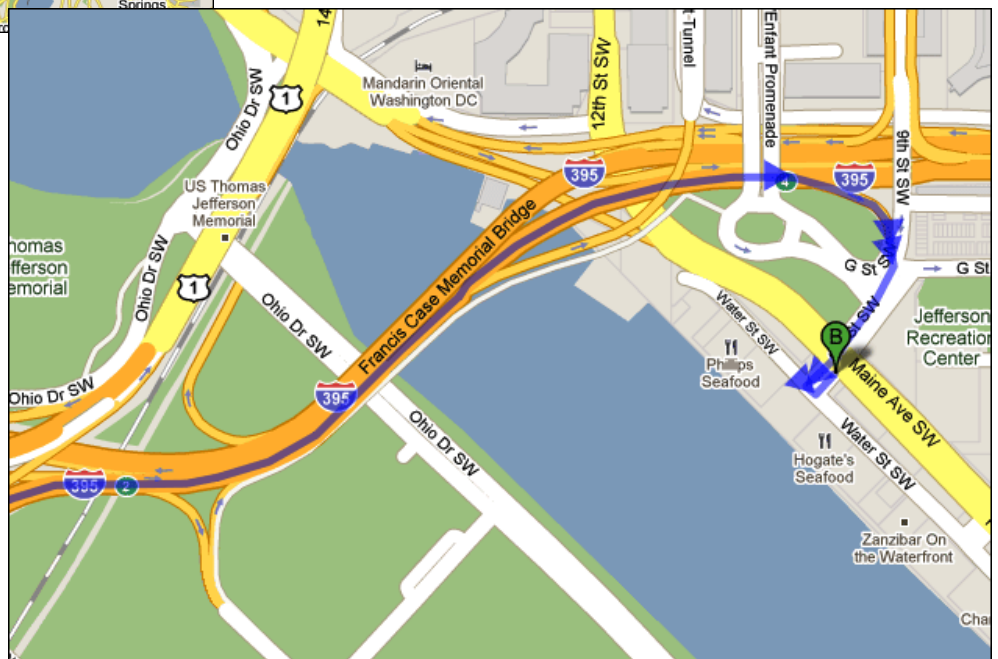 Springs
14
1
Ohio Dr SW
Mandarin Oriental
Washington DC
12th St SW
t-Tunnel
'Enfant Promenade
9th St SW
395
395
4
US Thomas
Jefferson
Memorial
homas
fferson
emorial
Ohio Dr SW
1
Francis Case Memorial Bridge
G St
G St
St SW
Jefferson
Recreation
Center
Ohio Dr SW
Water St SW
B
Phillips
Seafood
Maine Ave SW
Ohio Dr SW
395
Ohio Dr SW
Water St SW
Hogate's
Seafood
395
2
Zanzibar On
the Waterfront
Cha